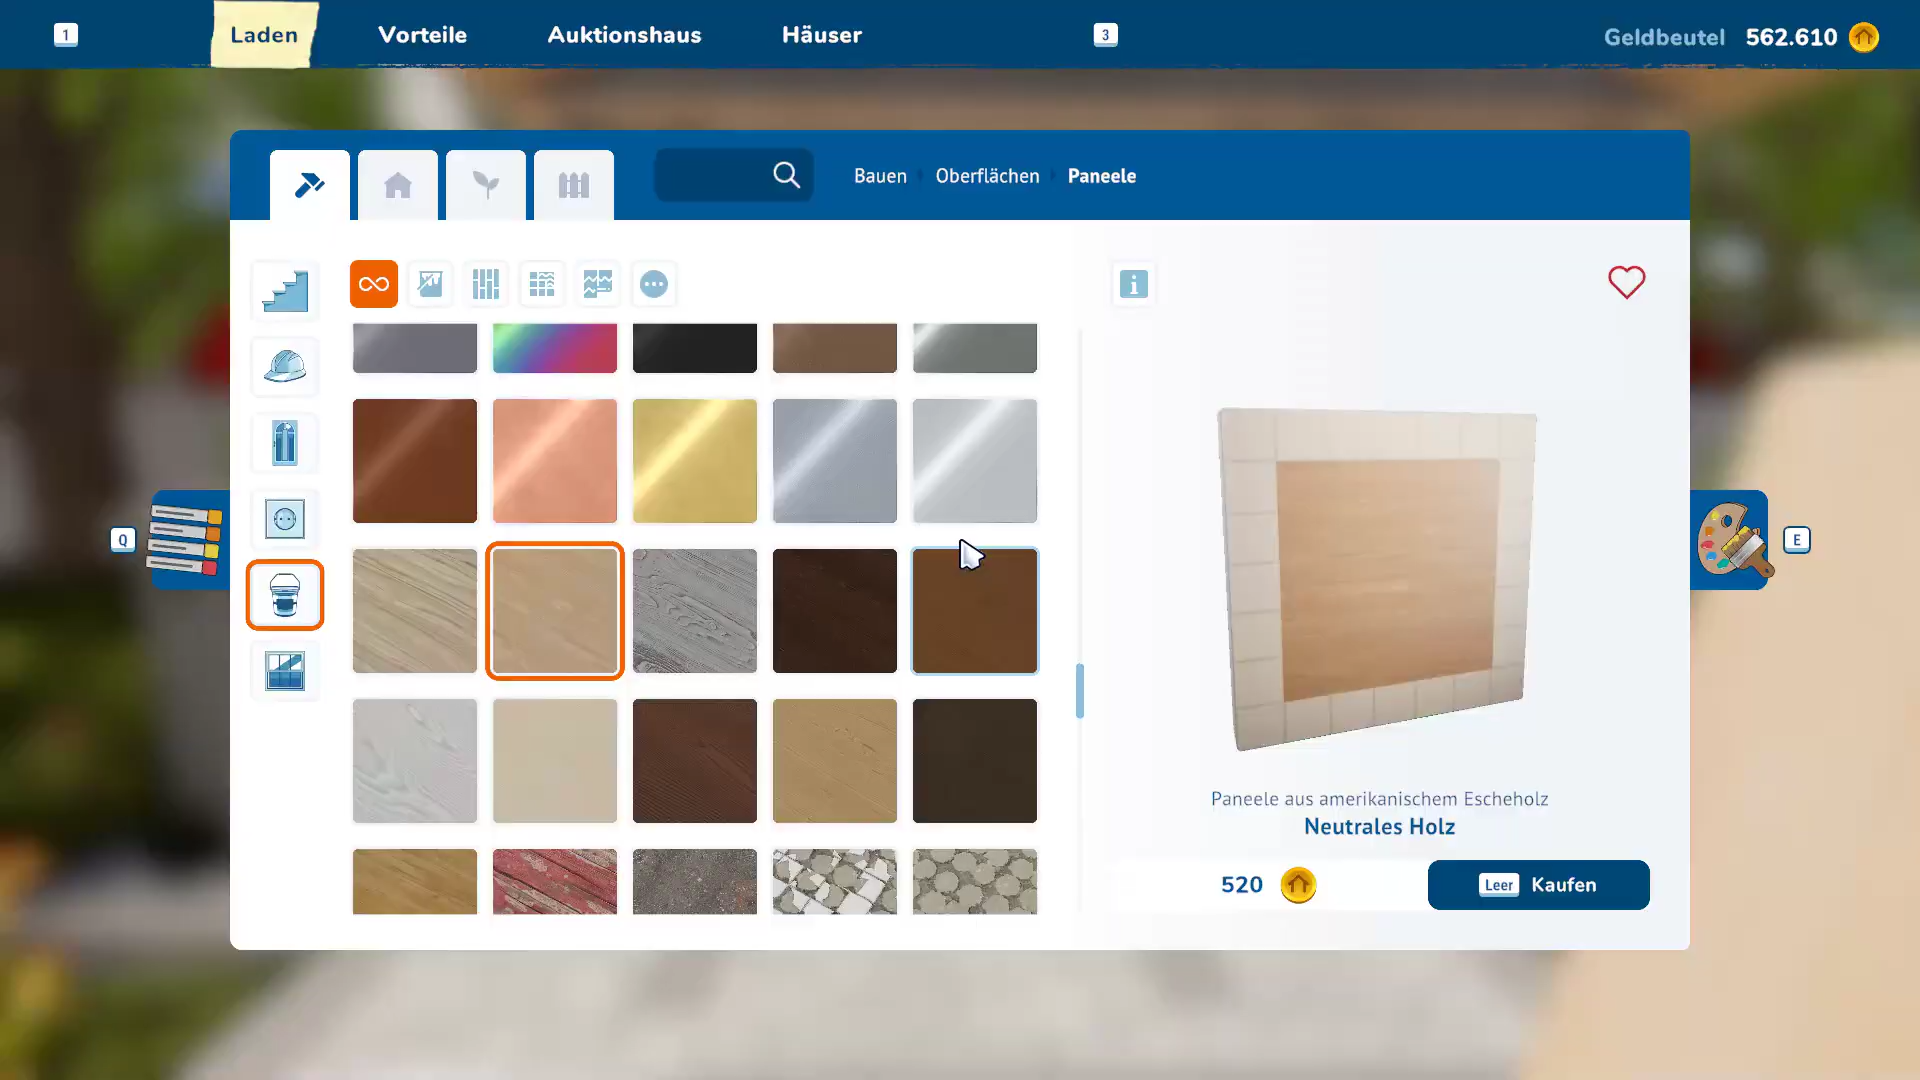 1
Laden
Vorteile
Auktionshaus
Häuser
3
Geldbeutel 562.610
Bauen
Oberflächen
Paneele
Q
E
Paneele aus amerikanischem Escheholz
Neutrales Holz
520
Leer Kaufen